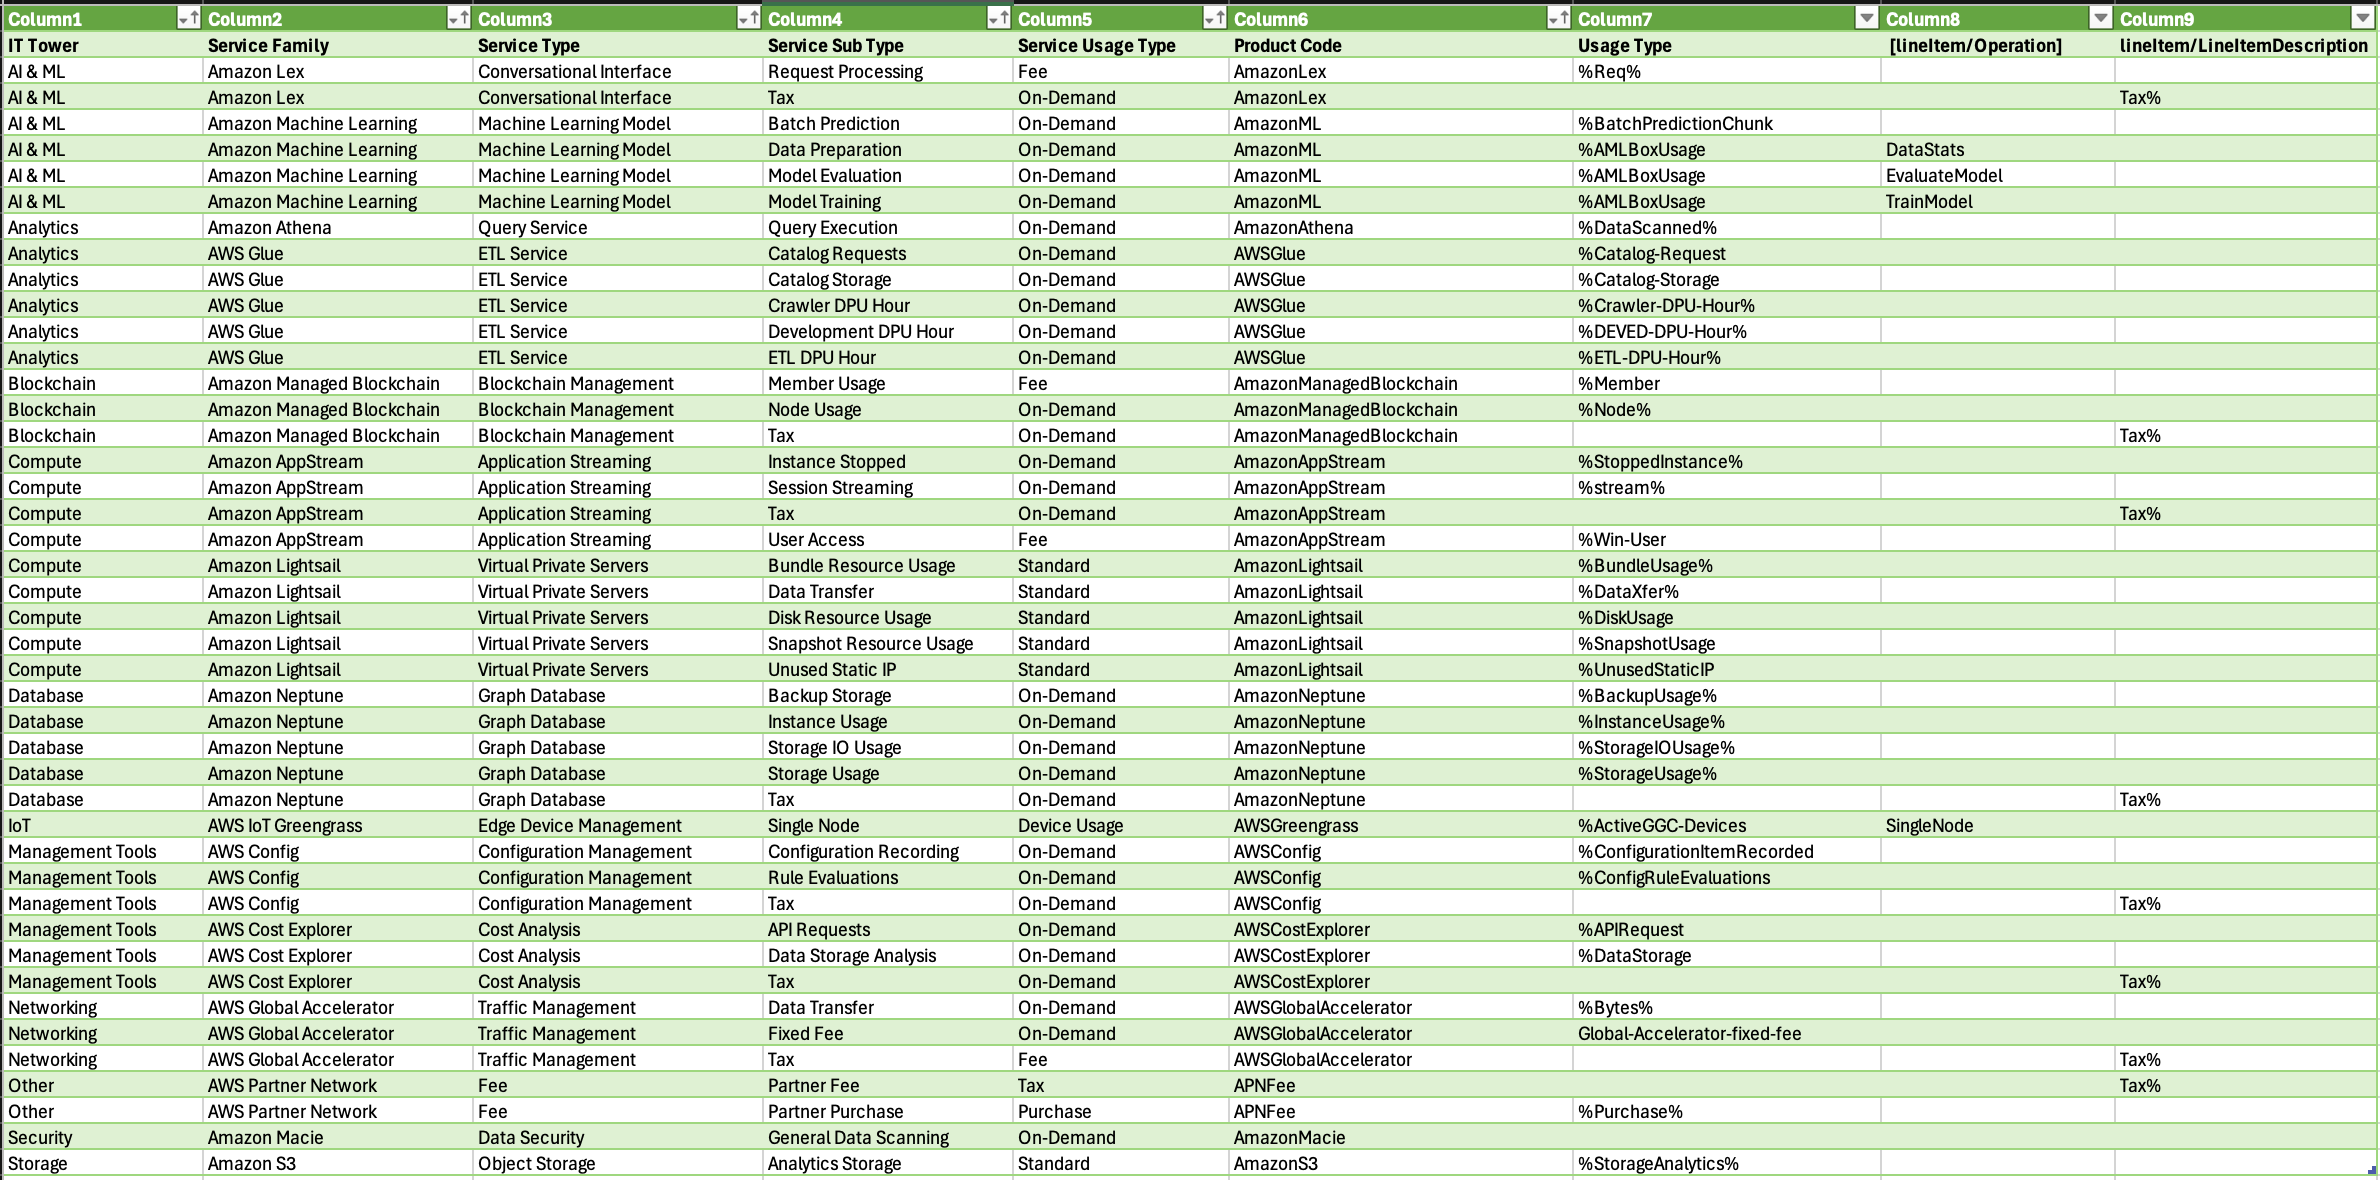 Column1 Column2 Column3 Column4 Column5 Column6 Column7 Column8 Column9
IT Tower Service Family Service Type Service Sub Type Service Usage Type Product Code Usage Type [lineItem/Operation] lineItem/LineItemDescription
AI & ML Amazon Lex Conversational Interface Request Processing Fee AmazonLex %Req%
AI & ML Amazon Lex Conversational Interface Tax On-Demand AmazonLex Tax%
AI & ML Amazon Machine Learning Machine Learning Model Batch Prediction On-Demand AmazonML %BatchPredictionChunk
AI & ML Amazon Machine Learning Machine Learning Model Data Preparation On-Demand AmazonML %AMLBoxUsage DataStats
AI & ML Amazon Machine Learning Machine Learning Model Model Evaluation On-Demand AmazonML %AMLBoxUsage EvaluateModel
AI & ML Amazon Machine Learning Machine Learning Model Model Training On-Demand AmazonML %AMLBoxUsage TrainModel
Analytics Amazon Athena Query Service Query Execution On-Demand AmazonAthena %DataScanned%
Analytics AWS Glue ETL Service Catalog Requests On-Demand AWSGlue %Catalog-Request
Analytics AWS Glue ETL Service Catalog Storage On-Demand AWSGlue %Catalog-Storage
Analytics AWS Glue ETL Service Crawler DPU Hour On-Demand AWSGlue %Crawler-DPU-Hour%
Analytics AWS Glue ETL Service Development DPU Hour On-Demand AWSGlue %DEVED-DPU-Hour%
Analytics AWS Glue ETL Service ETL DPU Hour On-Demand AWSGlue %ETL-DPU-Hour%
Blockchain Amazon Managed Blockchain Blockchain Management Member Usage Fee AmazonManagedBlockchain %Member
Blockchain Amazon Managed Blockchain Blockchain Management Node Usage On-Demand AmazonManagedBlockchain %Node%
Blockchain Amazon Managed Blockchain Blockchain Management Tax On-Demand AmazonManagedBlockchain Tax%
Compute Amazon AppStream Application Streaming Instance Stopped On-Demand AmazonAppStream %StoppedInstance%
Compute Amazon AppStream Application Streaming Session Streaming On-Demand AmazonAppStream %stream%
Compute Amazon AppStream Application Streaming Tax On-Demand AmazonAppStream Tax%
Compute Amazon AppStream Application Streaming User Access Fee AmazonAppStream %Win-User
Compute Amazon Lightsail Virtual Private Servers Bundle Resource Usage Standard AmazonLightsail %BundleUsage%
Compute Amazon Lightsail Virtual Private Servers Data Transfer Standard AmazonLightsail %DataXfer%
Compute Amazon Lightsail Virtual Private Servers Disk Resource Usage Standard AmazonLightsail %DiskUsage
Compute Amazon Lightsail Virtual Private Servers Snapshot Resource Usage Standard AmazonLightsail %SnapshotUsage
Compute Amazon Lightsail Virtual Private Servers Unused Static IP Standard AmazonLightsail %UnusedStaticIP
Database Amazon Neptune Graph Database Backup Storage On-Demand AmazonNeptune %BackupUsage%
Database Amazon Neptune Graph Database Instance Usage On-Demand AmazonNeptune %InstanceUsage%
Database Amazon Neptune Graph Database Storage IO Usage On-Demand AmazonNeptune %StorageIOUsage%
Database Amazon Neptune Graph Database Storage Usage On-Demand AmazonNeptune %StorageUsage%
Database Amazon Neptune Graph Database Tax On-Demand AmazonNeptune Tax%
IoT AWS IoT Greengrass Edge Device Management Single Node Device Usage AWSGreengrass %ActiveGGC-Devices SingleNode
Management Tools AWS Config Configuration Management Configuration Recording On-Demand AWSConfig %ConfigurationItemRecorded
Management Tools AWS Config Configuration Management Rule Evaluations On-Demand AWSConfig %ConfigRuleEvaluations
Management Tools AWS Config Configuration Management Tax On-Demand AWSConfig Tax%
Management Tools AWS Cost Explorer Cost Analysis API Requests On-Demand AWSCostExplorer %APIRequest
Management Tools AWS Cost Explorer Cost Analysis Data Storage Analysis On-Demand AWSCostExplorer %DataStorage
Management Tools AWS Cost Explorer Cost Analysis Tax On-Demand AWSCostExplorer Tax%
Networking AWS Global Accelerator Traffic Management Data Transfer On-Demand AWSGlobalAccelerator %Bytes%
Networking AWS Global Accelerator Traffic Management Fixed Fee On-Demand AWSGlobalAccelerator Global-Accelerator-fixed-fee
Networking AWS Global Accelerator Traffic Management Tax Fee AWSGlobalAccelerator Tax%
Other AWS Partner Network Fee Partner Fee Tax APNFee Tax%
Other AWS Partner Network Fee Partner Purchase Purchase APNFee %Purchase%
Security Amazon Macie Data Security General Data Scanning On-Demand AmazonMacie
Storage Amazon S3 Object Storage Analytics Storage Standard AmazonS3 %StorageAnalytics%